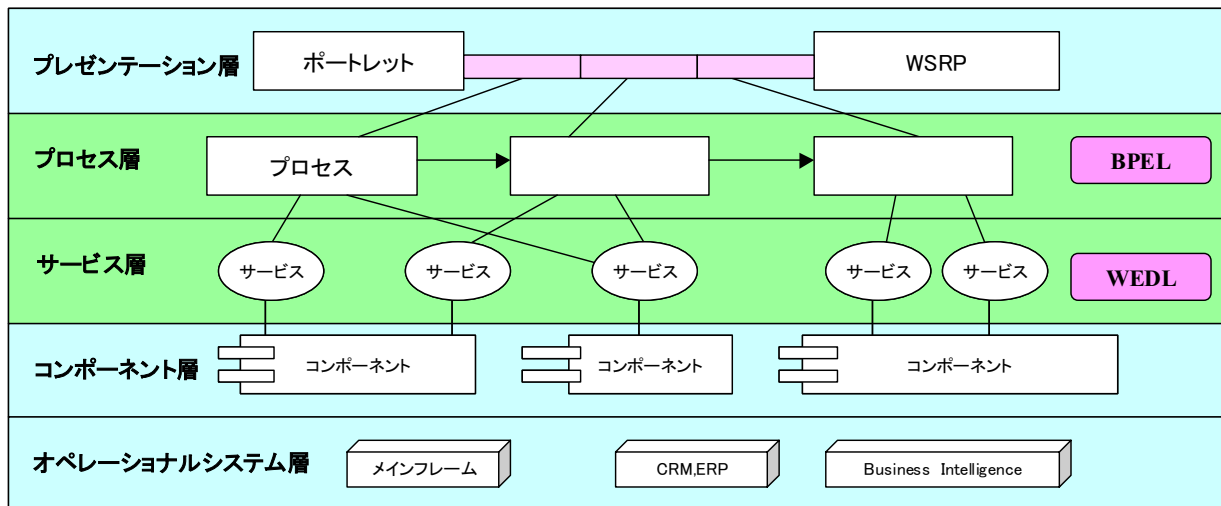 プレゼンテーション層
ポートレット
WSRP
プロセス層
プロセス
BPEL
サービス層
サービス
サービス
サービス
サービス
サービス
WEDL
コンポーネント層
コンポーネント
コンポーネント
コンポーネント
オペレーショナルシステム層
メインフレーム
CRM,ERP
Business Intelligence